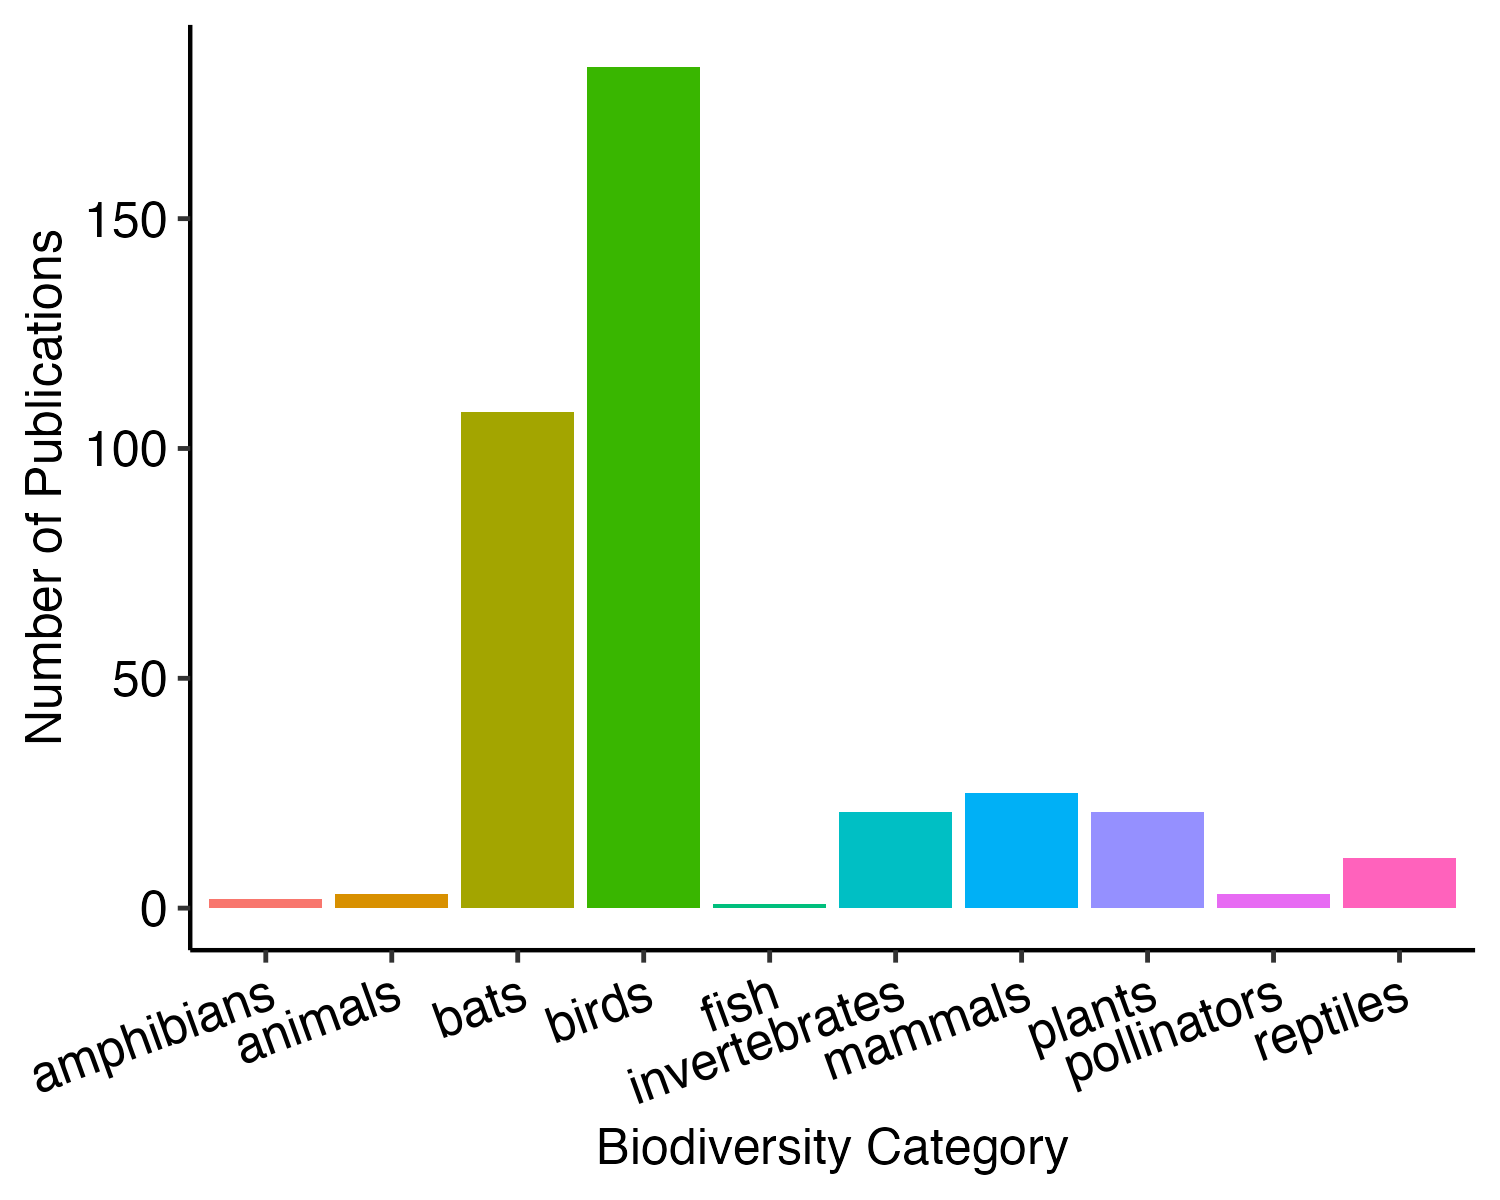 Number of Publications
150
100
50
0
amphibians
animals
bats
birds
fish
invertebrates
mammals
plants
pollinators
reptiles
Biodiversity Category